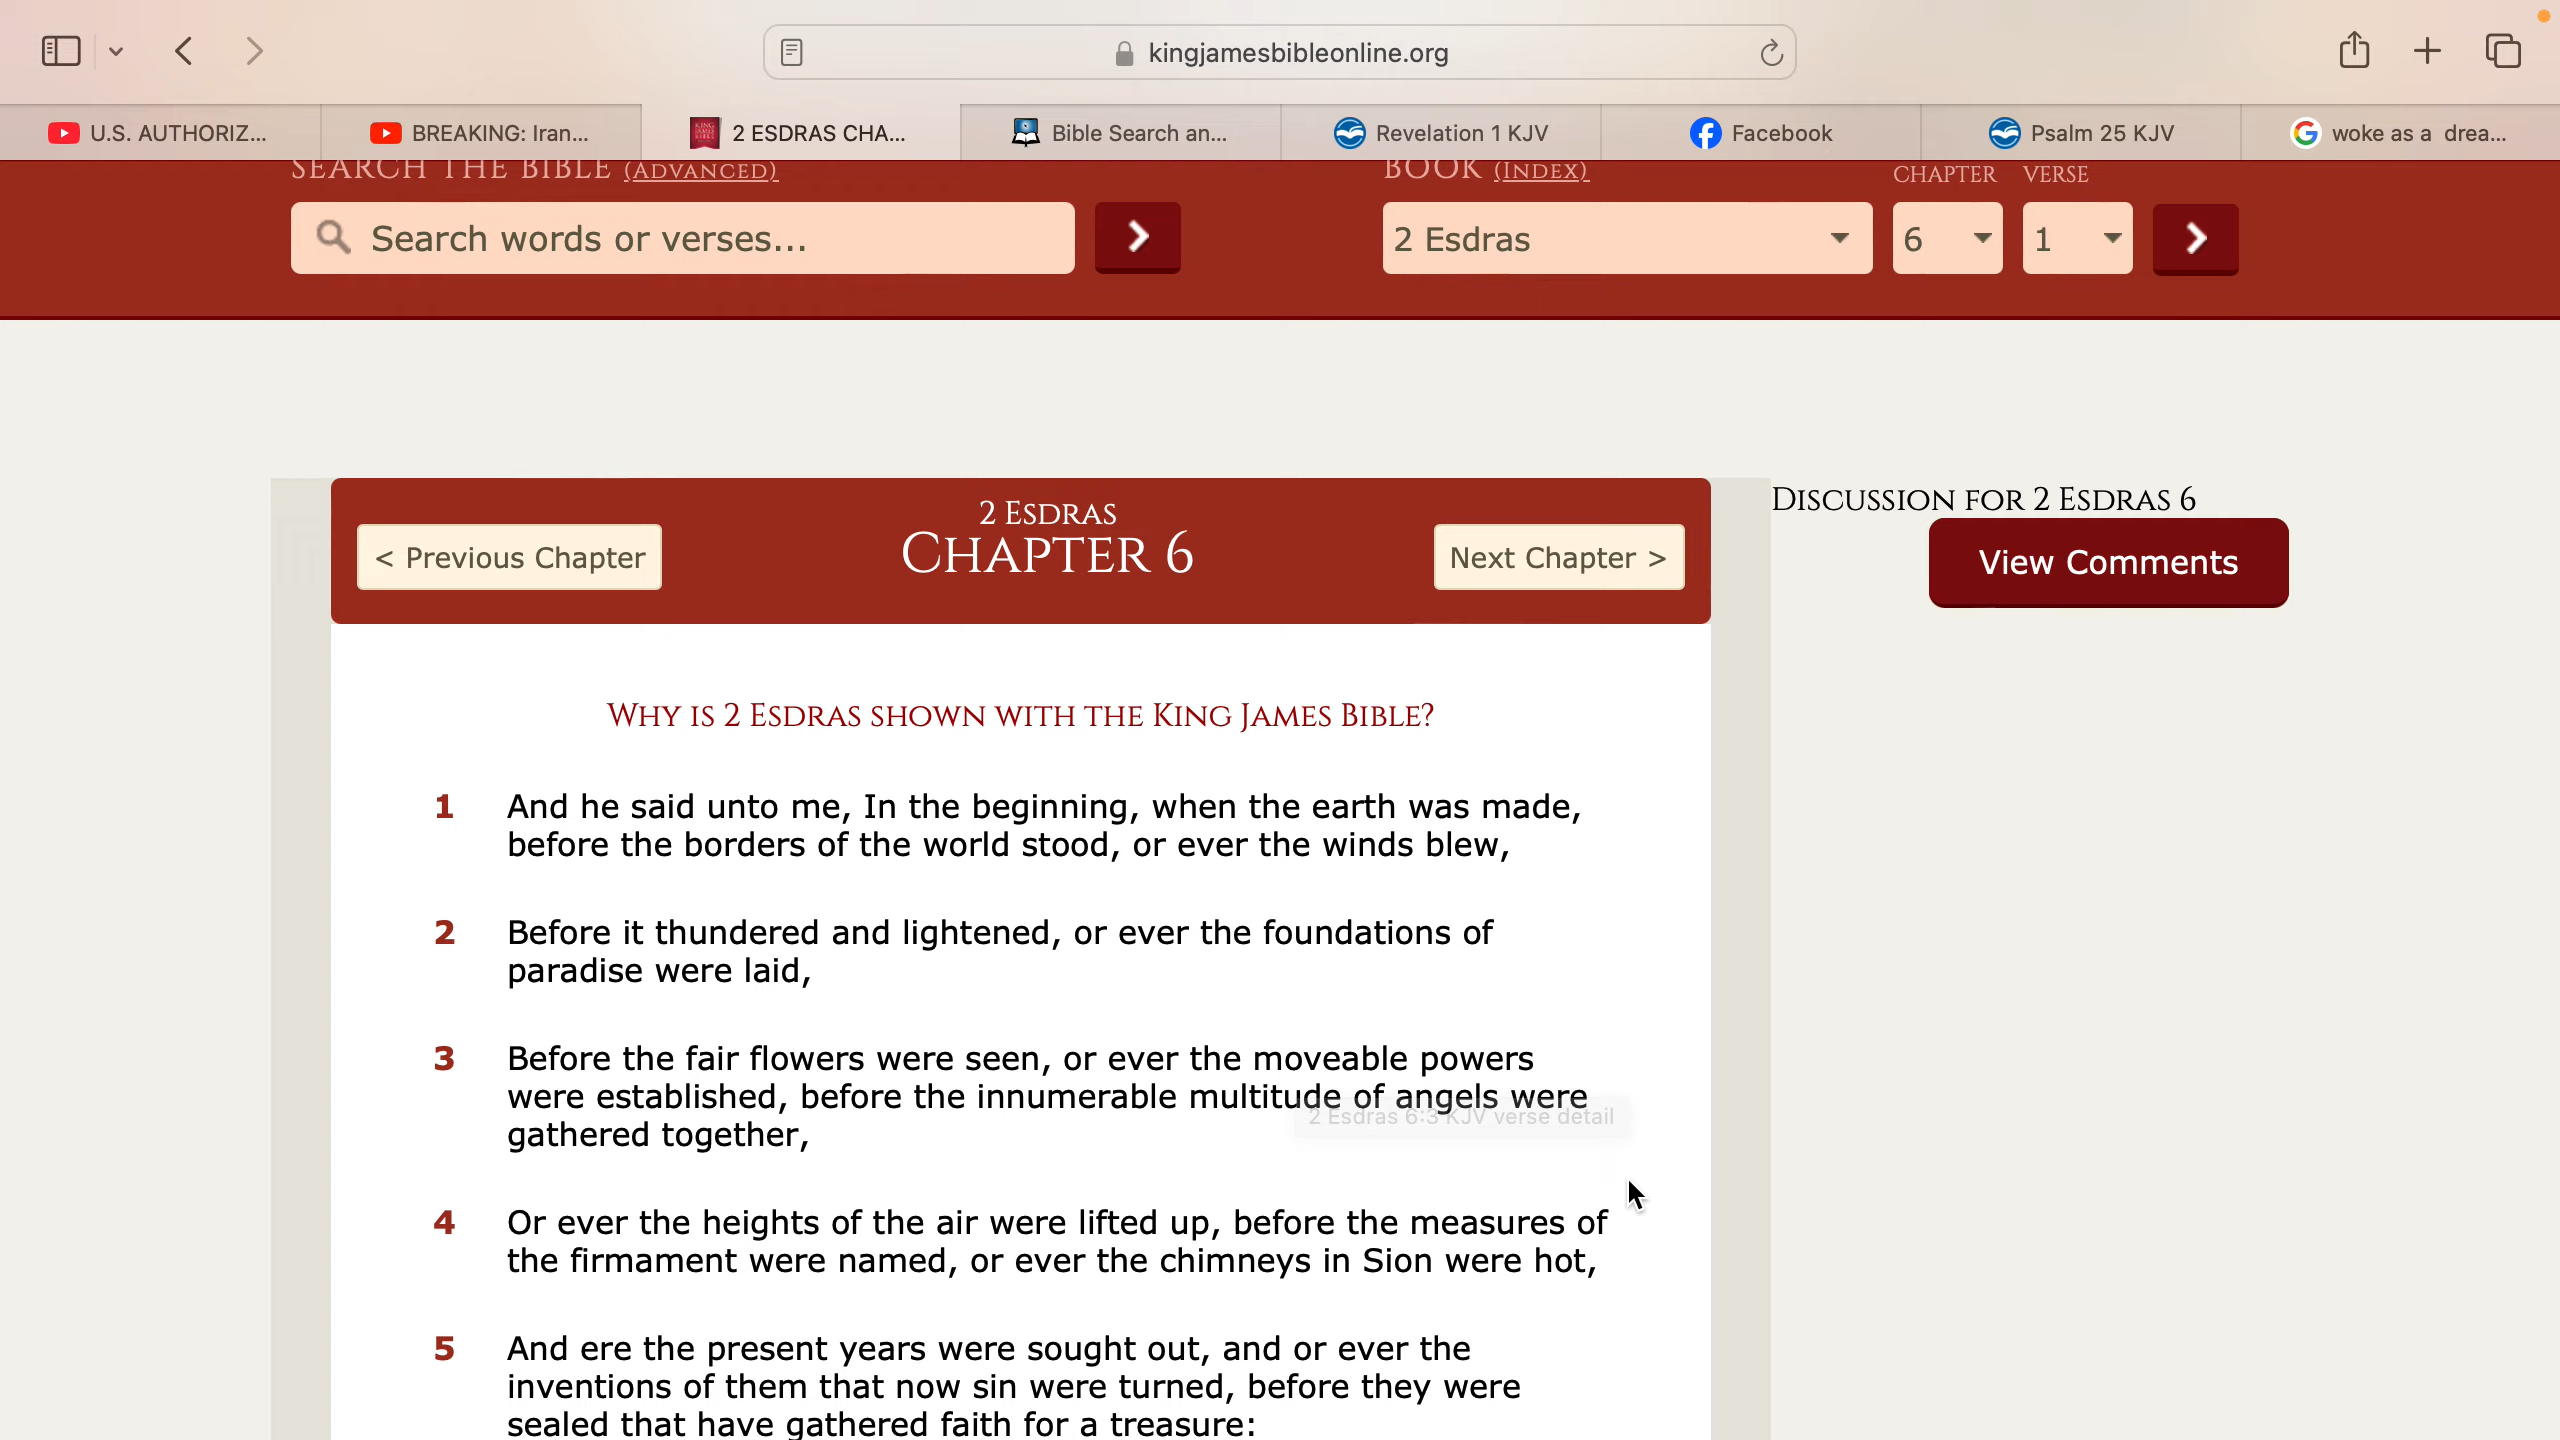 kingjamesbibleonline.org
U.S. AUTHORIZ...
BREAKING: Iran...
2 ESDRAS CHA...
Bible Search an...
Revelation 1 KJV
Facebook
Psalm 25 KJV
woke as a drea...
SEARCH THE BIBLE (ADVANCED)
BOOK (INDEX)
CHAPTER
VERSE
Search words or verses...
2 Esdras
6
1
2 ESDRAS
CHAPTER 6
< Previous Chapter
Next Chapter >
DISCUSSION FOR 2 ESDRAS 6
View Comments
WHY IS 2 ESDRAS SHOWN WITH THE KING JAMES BIBLE?
1 And he said unto me, In the beginning, when the earth was made,
before the borders of the world stood, or ever the winds blew,
2 Before it thundered and lightened, or ever the foundations of
paradise were laid,
3 Before the fair flowers were seen, or ever the moveable powers
were established, before the innumerable multitude of angels were
2 Esdras 6:3 KJV verse detail
gathered together,
4 Or ever the heights of the air were lifted up, before the measures of
the firmament were named, or ever the chimneys in Sion were hot,
5 And ere the present years were sought out, and or ever the
inventions of them that now sin were turned, before they were
sealed that have gathered faith for a treasure: